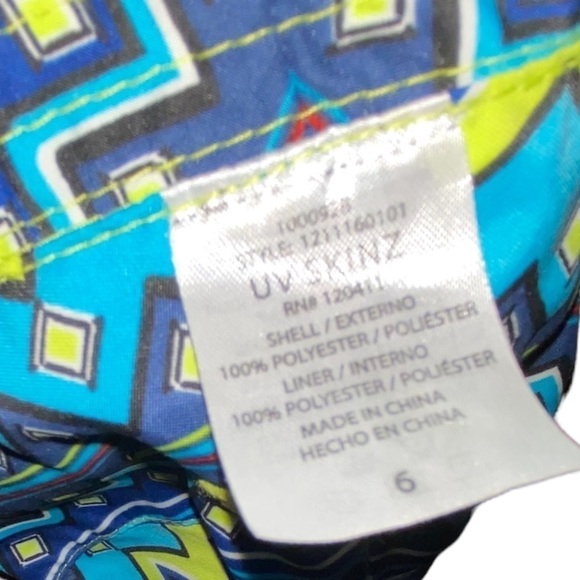 1000928
STYLE: 1211160101
UV SKINZ
RN# 120411
SHELL / EXTERNO
100% POLYESTER / POLIÉSTER
LINER / INTERNO
100% POLYESTER / POLIÉSTER
MADE IN CHINA
HECHO EN CHINA
6